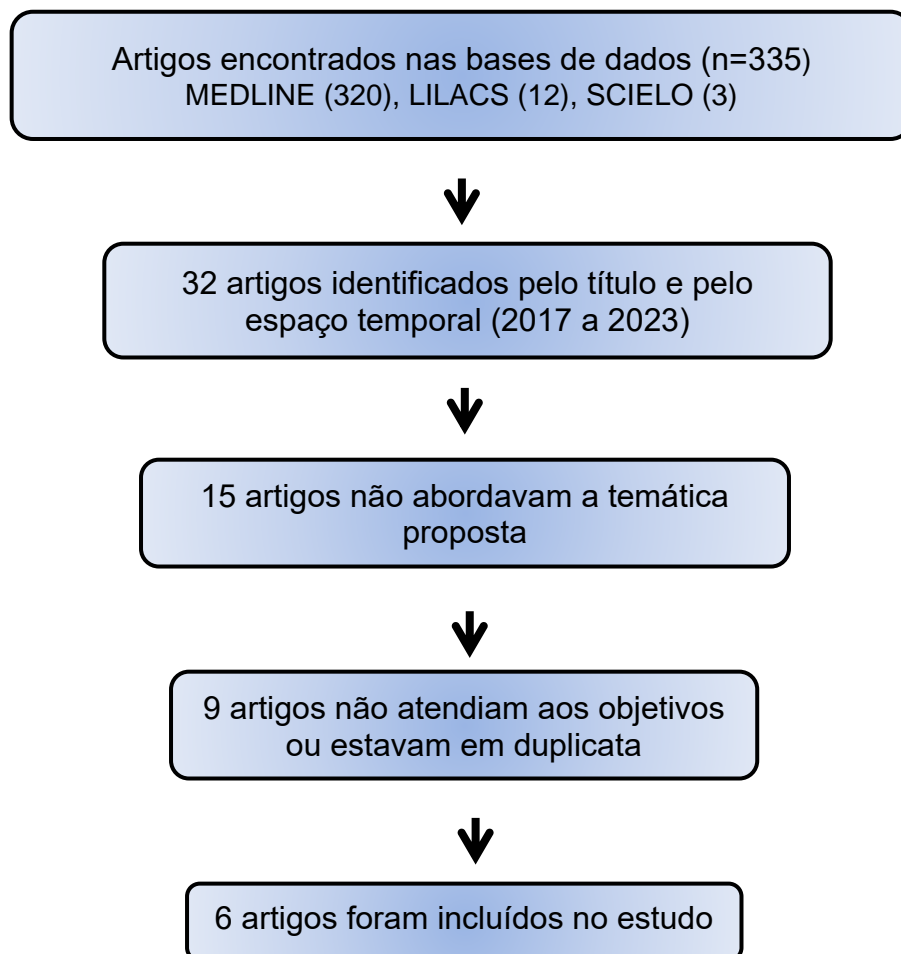 Artigos encontrados nas bases de dados (n=335)
MEDLINE (320), LILACS (12), SCIELO (3)
32 artigos identificados pelo título e pelo
espaço temporal (2017 a 2023)
15 artigos não abordavam a temática
proposta
9 artigos não atendiam aos objetivos
ou estavam em duplicata
6 artigos foram incluídos no estudo